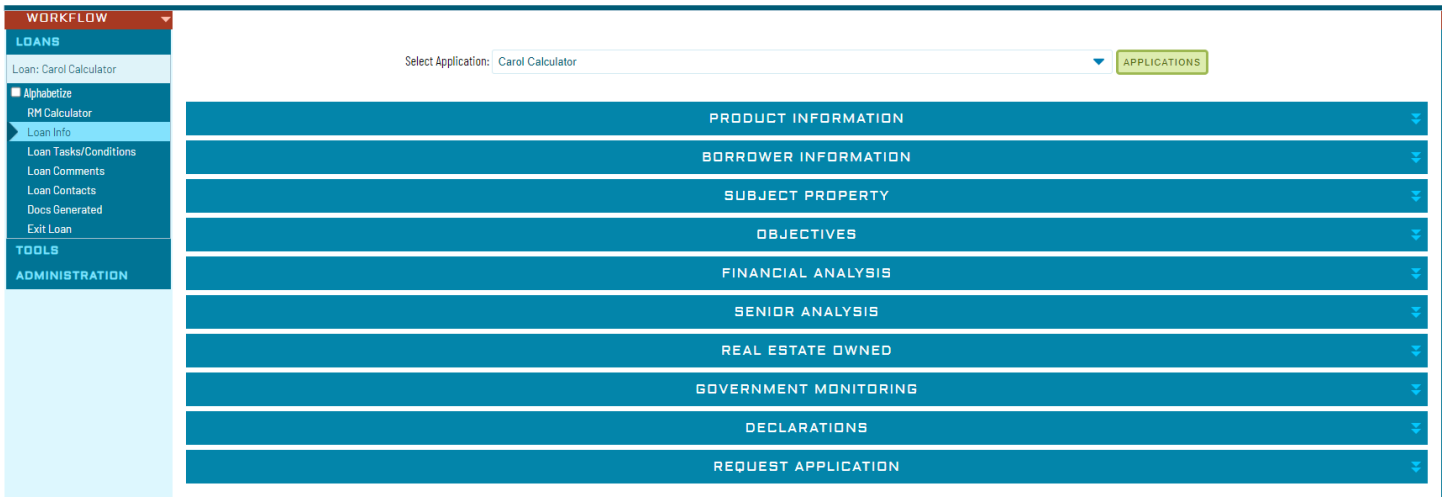 WORKFLOW
LOANS
Loan: Carol Calculator
Alphabetize
RM Calculator
Loan Info
Loan Tasks/Conditions
Loan Comments
Loan Contacts
Docs Generated
Exit Loan
TOOLS
ADMINISTRATION
Select Application: Carol Calculator APPLICATIONS
PRODUCT INFORMATION
BORROWER INFORMATION
SUBJECT PROPERTY
OBJECTIVES
FINANCIAL ANALYSIS
SENIOR ANALYSIS
REAL ESTATE OWNED
GOVERNMENT MONITORING
DECLARATIONS
REQUEST APPLICATION